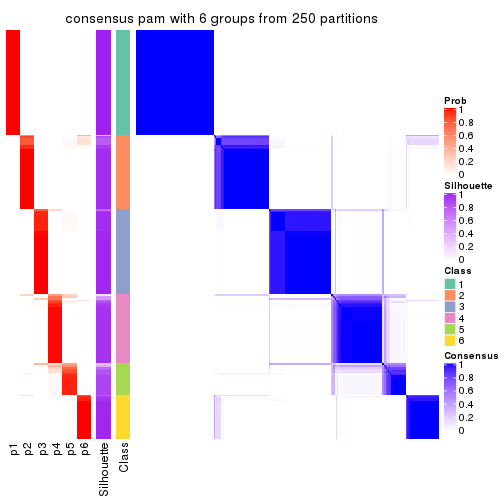 consensus pam with 6 groups from 250 partitions
Prob
1
0.8
0.6
0.4
0.2
0
Silhouette
1
0.8
0.6
0.4
0.2
0
Class
1
2
3
4
5
6
Consensus
1
0.8
0.6
0.4
0.2
0
p1
p2
p3
p4
p5
p6
Silhouette
Class